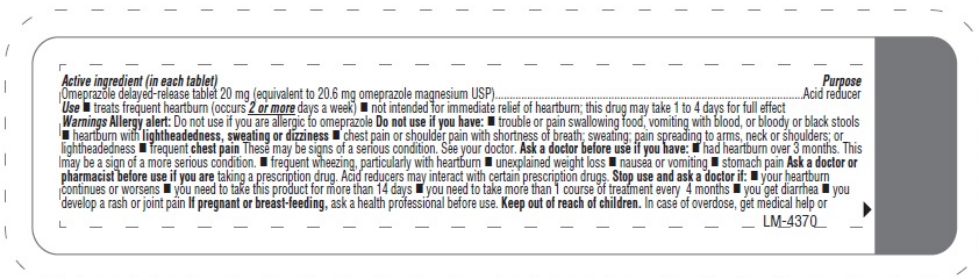 Active ingredient (in each tablet) Purpose
Omeprazole delayed-release tablet 20 mg (equivalent to 20.6 mg omeprazole magnesium USP)....................Acid reducer
Use ■ treats frequent heartburn (occurs 2 or more days a week) ■ not intended for immediate relief of heartburn; this drug may take 1 to 4 days for full effect
Warnings Allergy alert: Do not use if you are allergic to omeprazole Do not use if you have: ■ trouble or pain swallowing food, vomiting with blood, or bloody or black stools
■ heartburn with lightheadedness, sweating or dizziness ■ chest pain or shoulder pain with shortness of breath; sweating; pain spreading to arms, neck or shoulders; or
lightheadedness ■ frequent chest pain These may be signs of a serious condition. See your doctor. Ask a doctor before use if you have: ■ had heartburn over 3 months. This
may be a sign of a more serious condition. ■ frequent wheezing, particularly with heartburn ■ unexplained weight loss ■ nausea or vomiting ■ stomach pain Ask a doctor or
pharmacist before use if you are taking a prescription drug. Acid reducers may interact with certain prescription drugs. Stop use and ask a doctor if: ■ your heartburn
continues or worsens ■ you need to take this product for more than 14 days ■ you need to take more than 1 course of treatment every 4 months ■ you get diarrhea ■ you
develop a rash or joint pain If pregnant or breast-feeding, ask a health professional before use. Keep out of reach of children. In case of overdose, get medical help or
LM-4370